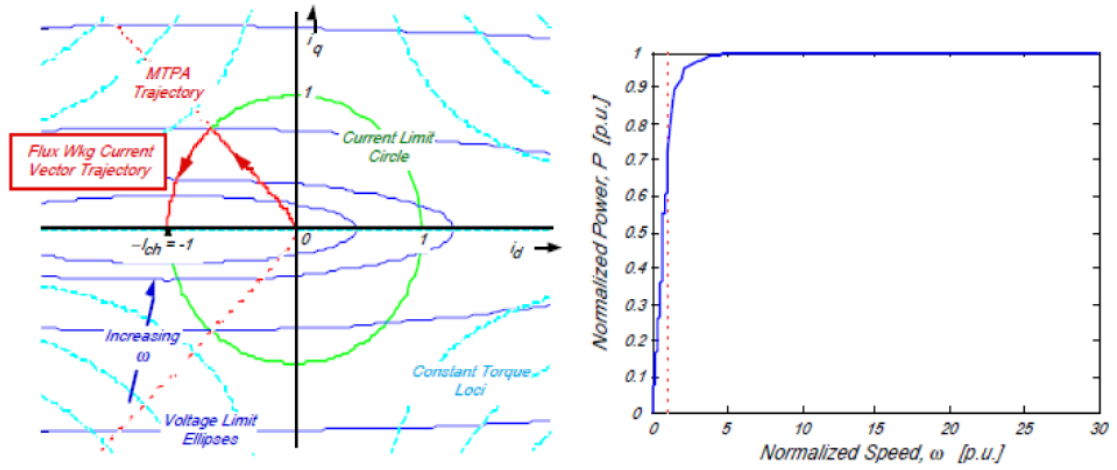 i_q
MTPA
Trajectory
1
Flux Wkg Current
Vector Trajectory
Current Limit
Circle
–I_ch = -1
0
1
i_d
Increasing
ω
Constant Torque
Loci
Voltage Limit
Ellipses
Normalized Power, P [p.u.]
1
0.9
0.8
0.7
0.6
0.5
0.4
0.3
0.2
0.1
0
0 5 10 15 20 25 30
Normalized Speed, ω [p.u.]